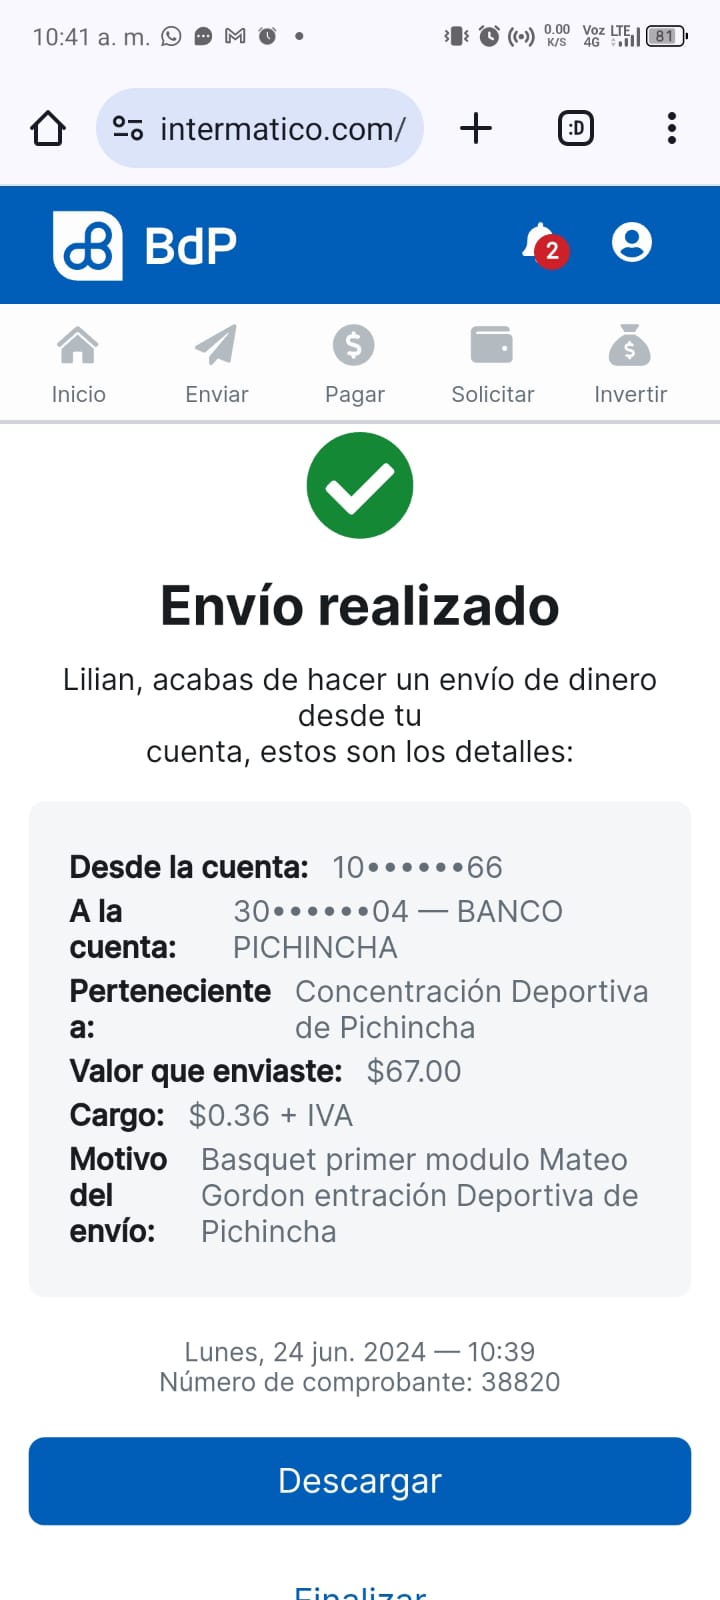 10:41 a. m.
0.00 K/S
Voz LTE
4G
81
intermatico.com/
:D
BdP
2
Inicio
Enviar
Pagar
Solicitar
Invertir
Envío realizado
Lilian, acabas de hacer un envío de dinero
desde tu
cuenta, estos son los detalles:
Desde la cuenta: 10••••••66
A la cuenta: 30••••••04 — BANCO
PICHINCHA
Perteneciente a: Concentración Deportiva
de Pichincha
Valor que enviaste: $67.00
Cargo: $0.36 + IVA
Motivo del envío: Basquet primer modulo Mateo
Gordon entración Deportiva de
Pichincha
Lunes, 24 jun. 2024 — 10:39
Número de comprobante: 38820
Descargar
Finalizar